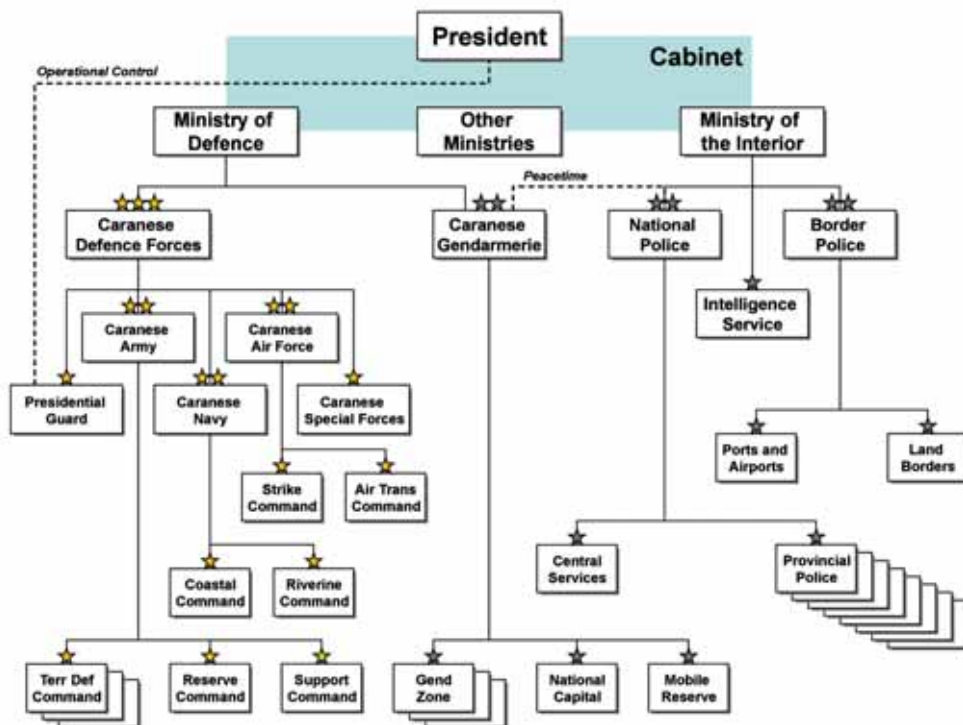 President
Cabinet
Operational Control
Ministry of
Defence
Other
Ministries
Ministry of
the Interior
Peacetime
Caranese
Defence Forces
Caranese
Gendarmerie
National
Police
Border
Police
Intelligence
Service
Caranese
Army
Caranese
Air Force
Presidential
Guard
Caranese
Navy
Caranese
Special Forces
Ports and
Airports
Land
Borders
Strike
Command
Air Trans
Command
Central
Services
Provincial
Police
Coastal
Command
Riverine
Command
Terr Def
Command
Reserve
Command
Support
Command
Gend
Zone
National
Capital
Mobile
Reserve